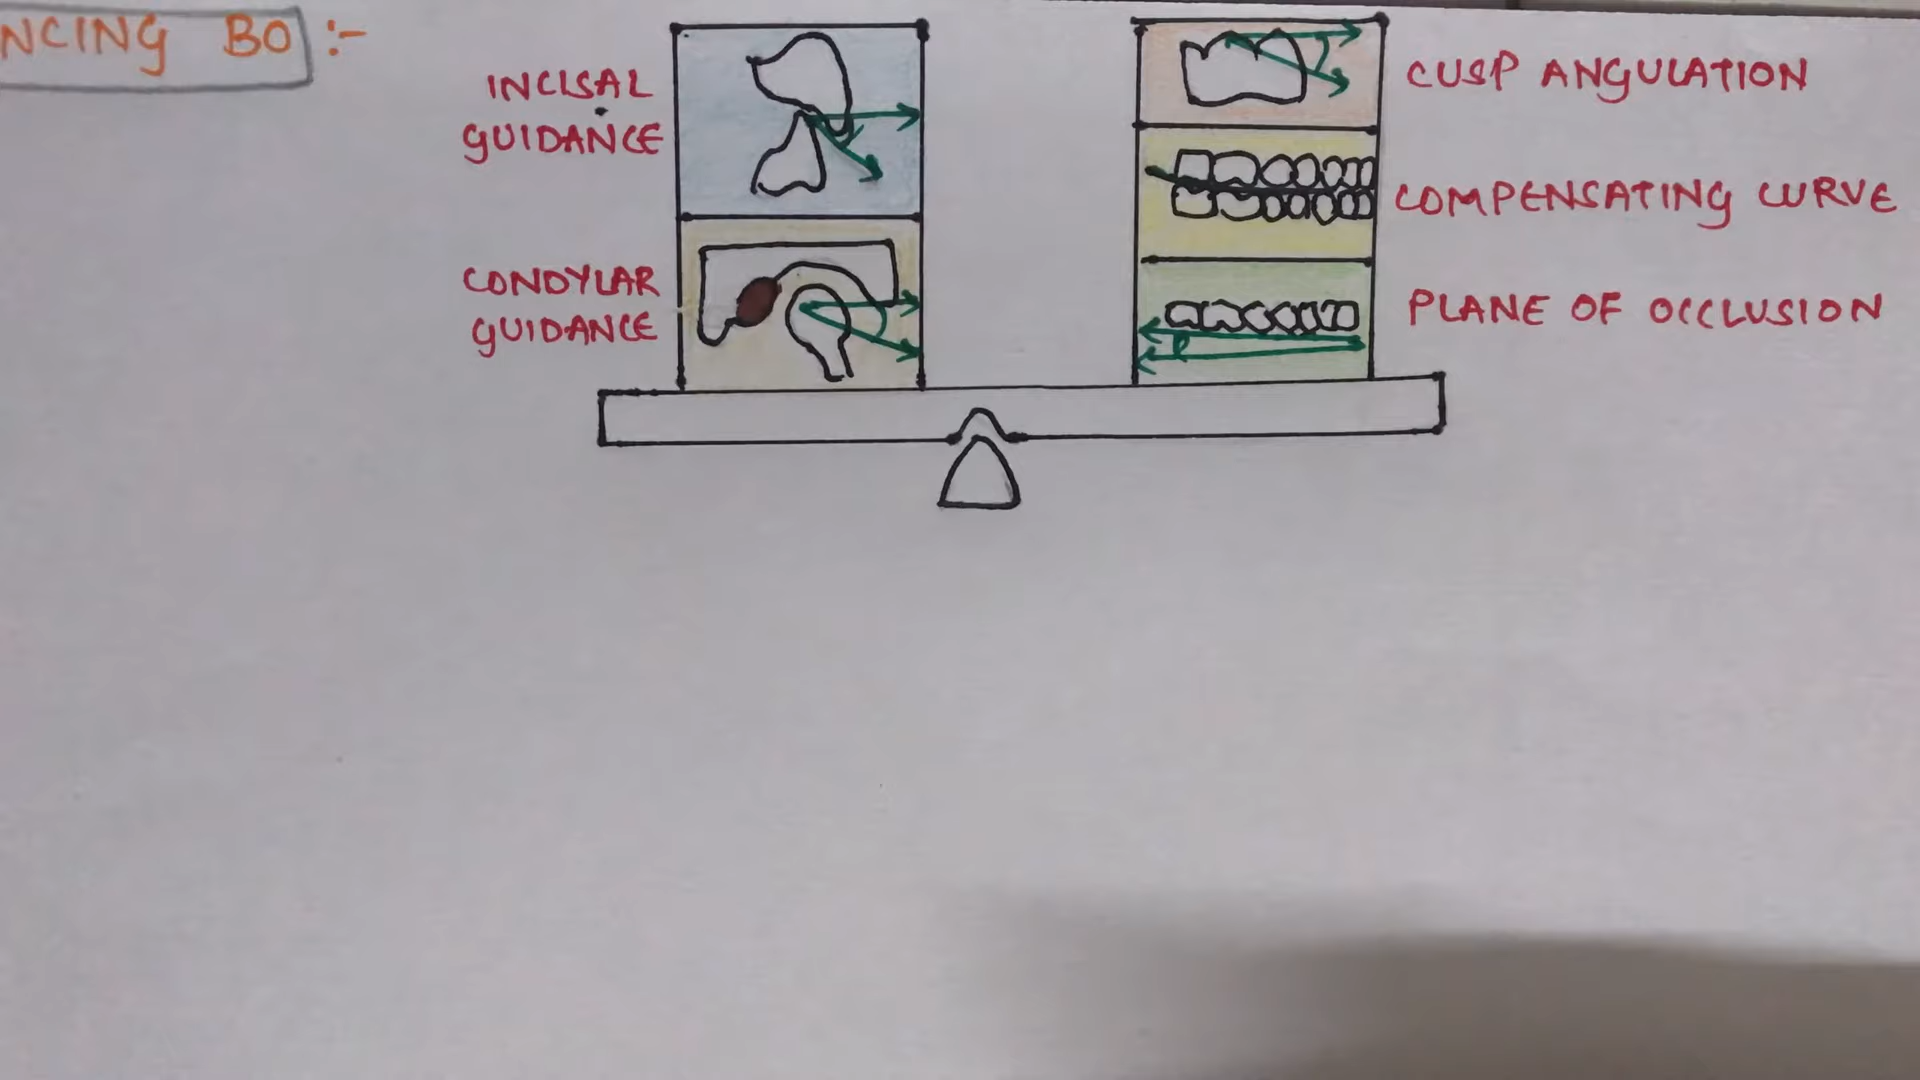 NCING BO :-
INCISAL
GUIDANCE
CONDYLAR
GUIDANCE
CUSP ANGULATION
COMPENSATING CURVE
PLANE OF OCCLUSION